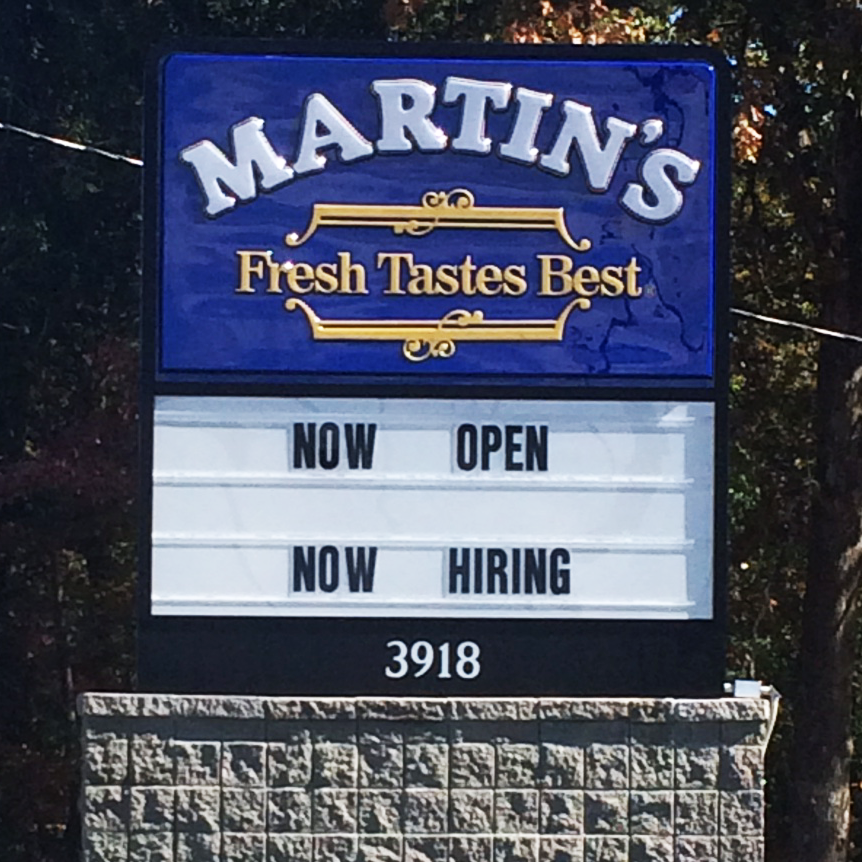 MARTIN'S
Fresh Tastes Best
NOW OPEN
NOW HIRING
3918